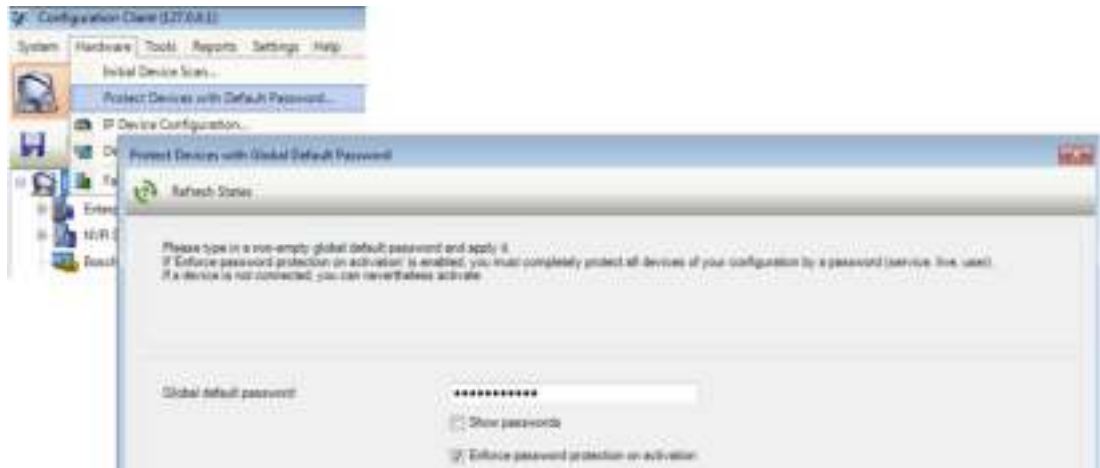 Configuration Client (127.0.0.1)
System Hardware Tools Reports Settings Help
Initial Device Scan...
Protect Devices with Default Password...
IP Device Configuration...
Protect Devices with Global Default Password
Refresh States
Please type in a non-empty global default password and apply it.
If 'Enforce password protection on activation' is enabled, you must completely protect all devices of your configuration by a password (service, live, user).
If a device is not connected, you can nevertheless activate.
Global default password
Show passwords
Enforce password protection on activation